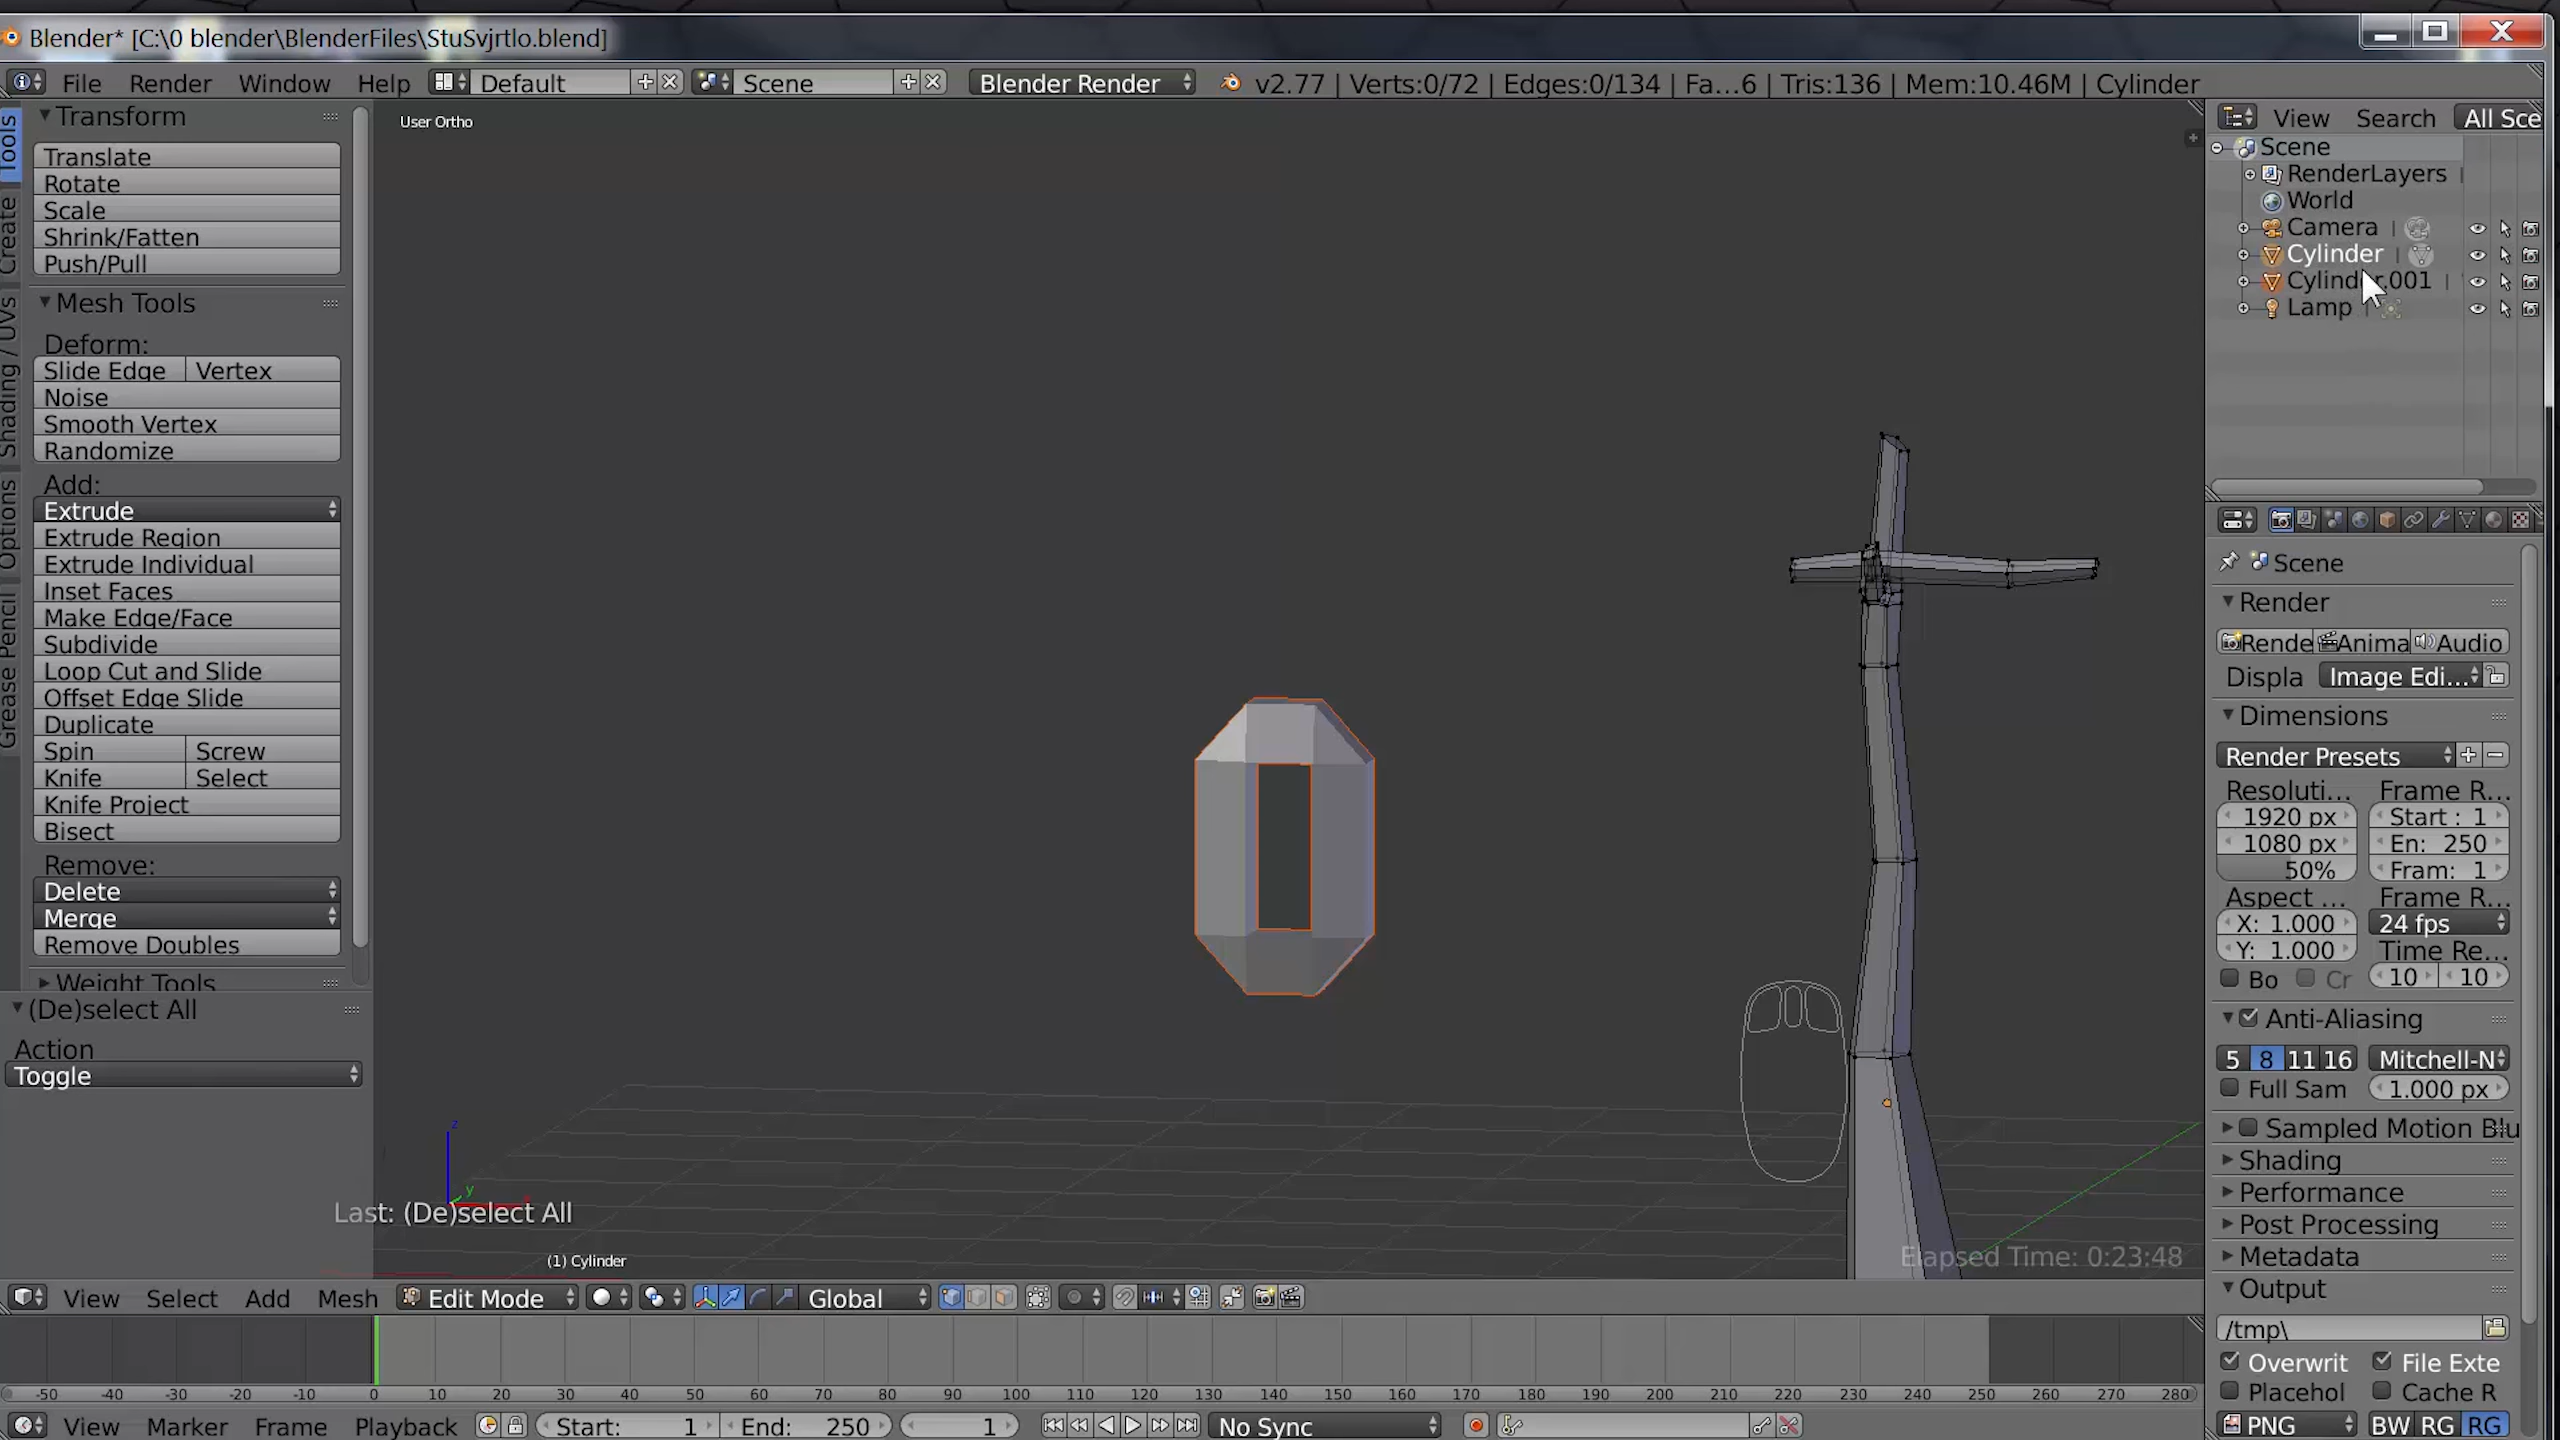 Blender* [C:\0 blender\BlenderFiles\StuSvjrtlo.blend]
File Render Window Help Default Scene Blender Render v2.77 | Verts:0/72 | Edges:0/134 | Fa...6 | Tris:136 | Mem:10.46M | Cylinder
Tools
Create
Shading / UVs
Options
Grease Pencil
Transform
Translate
Rotate
Scale
Shrink/Fatten
Push/Pull
Mesh Tools
Deform:
Slide Edge Vertex
Noise
Smooth Vertex
Randomize
Add:
Extrude
Extrude Region
Extrude Individual
Inset Faces
Make Edge/Face
Subdivide
Loop Cut and Slide
Offset Edge Slide
Duplicate
Spin Screw
Knife Select
Knife Project
Bisect
Remove:
Delete
Merge
Remove Doubles
Weight Tools
(De)select All
Action
Toggle
User Ortho
z
y
Last: (De)select All
(1) Cylinder
Elapsed Time: 0:23:48
View Search All Sce
Scene
RenderLayers
World
Camera
Cylinder
Cylinder.001
Lamp
Scene
Render
Rende Anima Audio
Displa Image Edi...
Dimensions
Render Presets
Resoluti... Frame R...
1920 px Start : 1
1080 px En: 250
50% Fram: 1
Aspect ... Frame R...
X: 1.000 24 fps
Y: 1.000 Time Re...
Bo Cr 10 10
Anti-Aliasing
5 8 11 16 Mitchell-N
Full Sam 1.000 px
Sampled Motion Blu
Shading
Performance
Post Processing
Metadata
Output
/tmp\
Overwrit File Exte
Placehol Cache R
PNG BW RG RG
View Select Add Mesh Edit Mode Global
-50 -40 -30 -20 -10 0 10 20 30 40 50 60 70 80 90 100 110 120 130 140 150 160 170 180 190 200 210 220 230 240 250 260 270 280
View Marker Frame Playback Start: 1 End: 250 1 No Sync